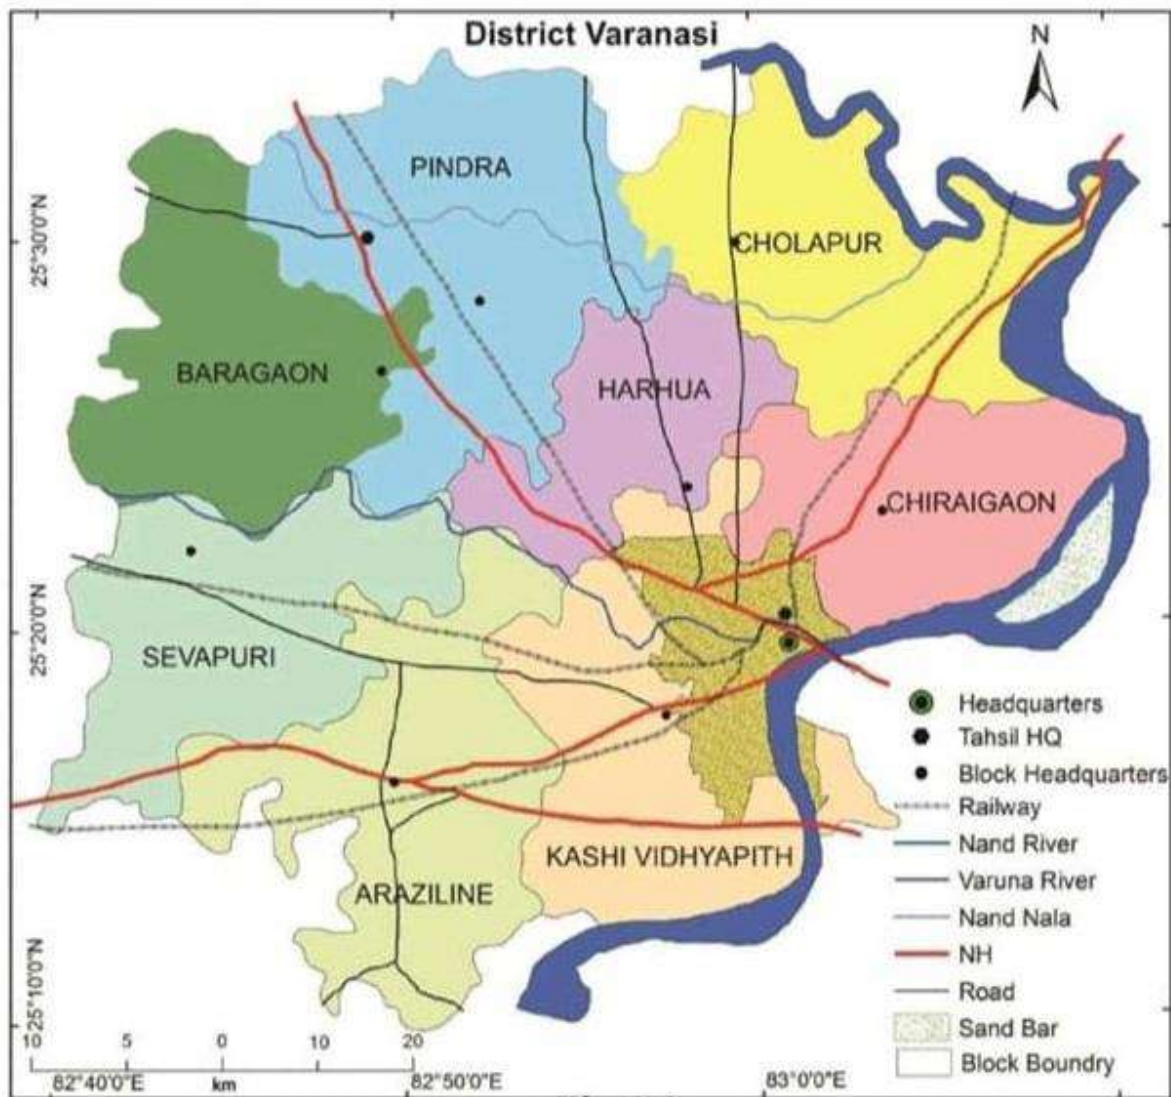 District Varanasi
N
PINDRA
CHOLAPUR
BARAGAON
HARHUA
CHIRAIGAON
SEVAPURI
KASHI VIDHYAPITH
ARAZILINE
25°30'0"N
25°20'0"N
25°10'0"N
Headquarters
Tahsil HQ
Block Headquarters
Railway
Nand River
Varuna River
Nand Nala
NH
Road
Sand Bar
Block Boundry
10 5 0 10 20
km
82°40'0"E 82°50'0"E 83°0'0"E